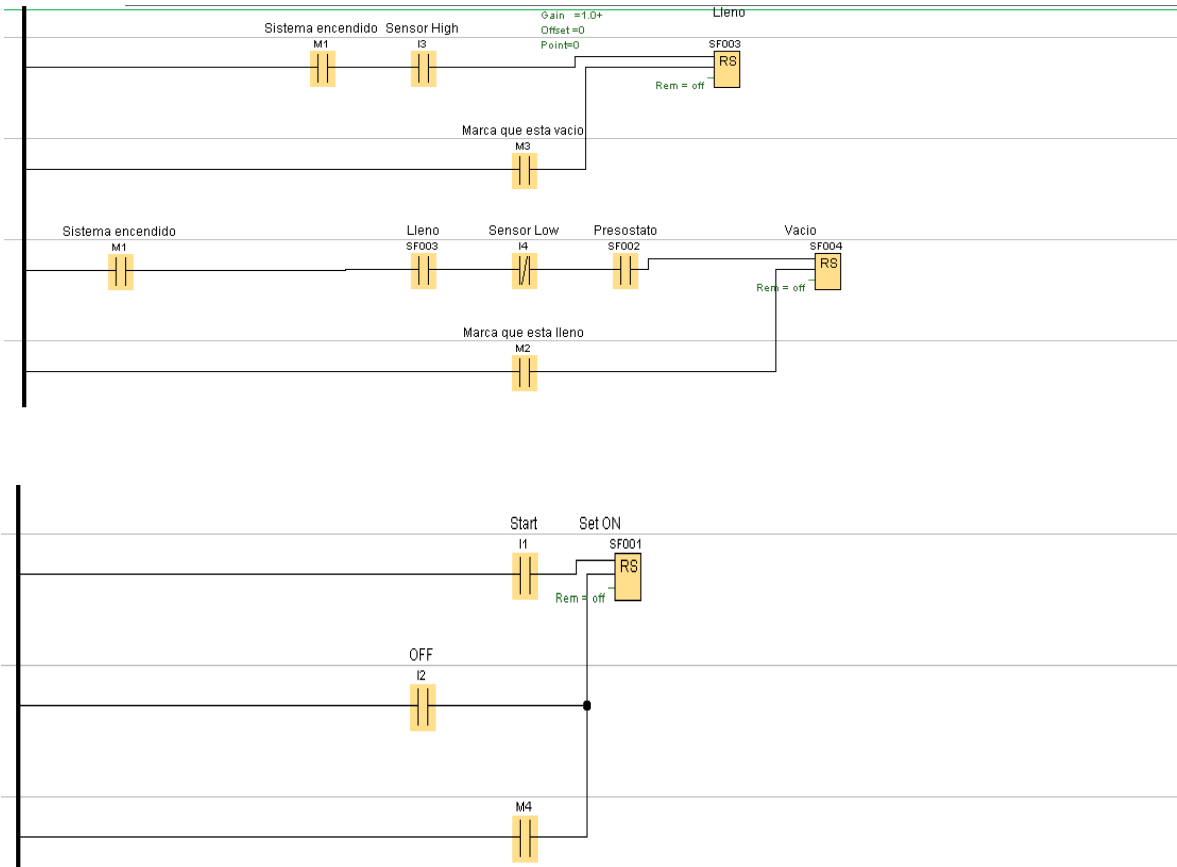 Gain =1.0+
Lleno
Offset =0
Sistema encendido Sensor High
M1 I3 Point=0 SF003
RS
Rem = off
Marca que esta vacio
M3
Sistema encendido Lleno Sensor Low Presostato Vacio
M1 SF003 I4 SF002 SF004
RS
Rem = off
Marca que esta lleno
M2
Start Set ON
I1 SF001
RS
Rem = off
OFF
I2
M4